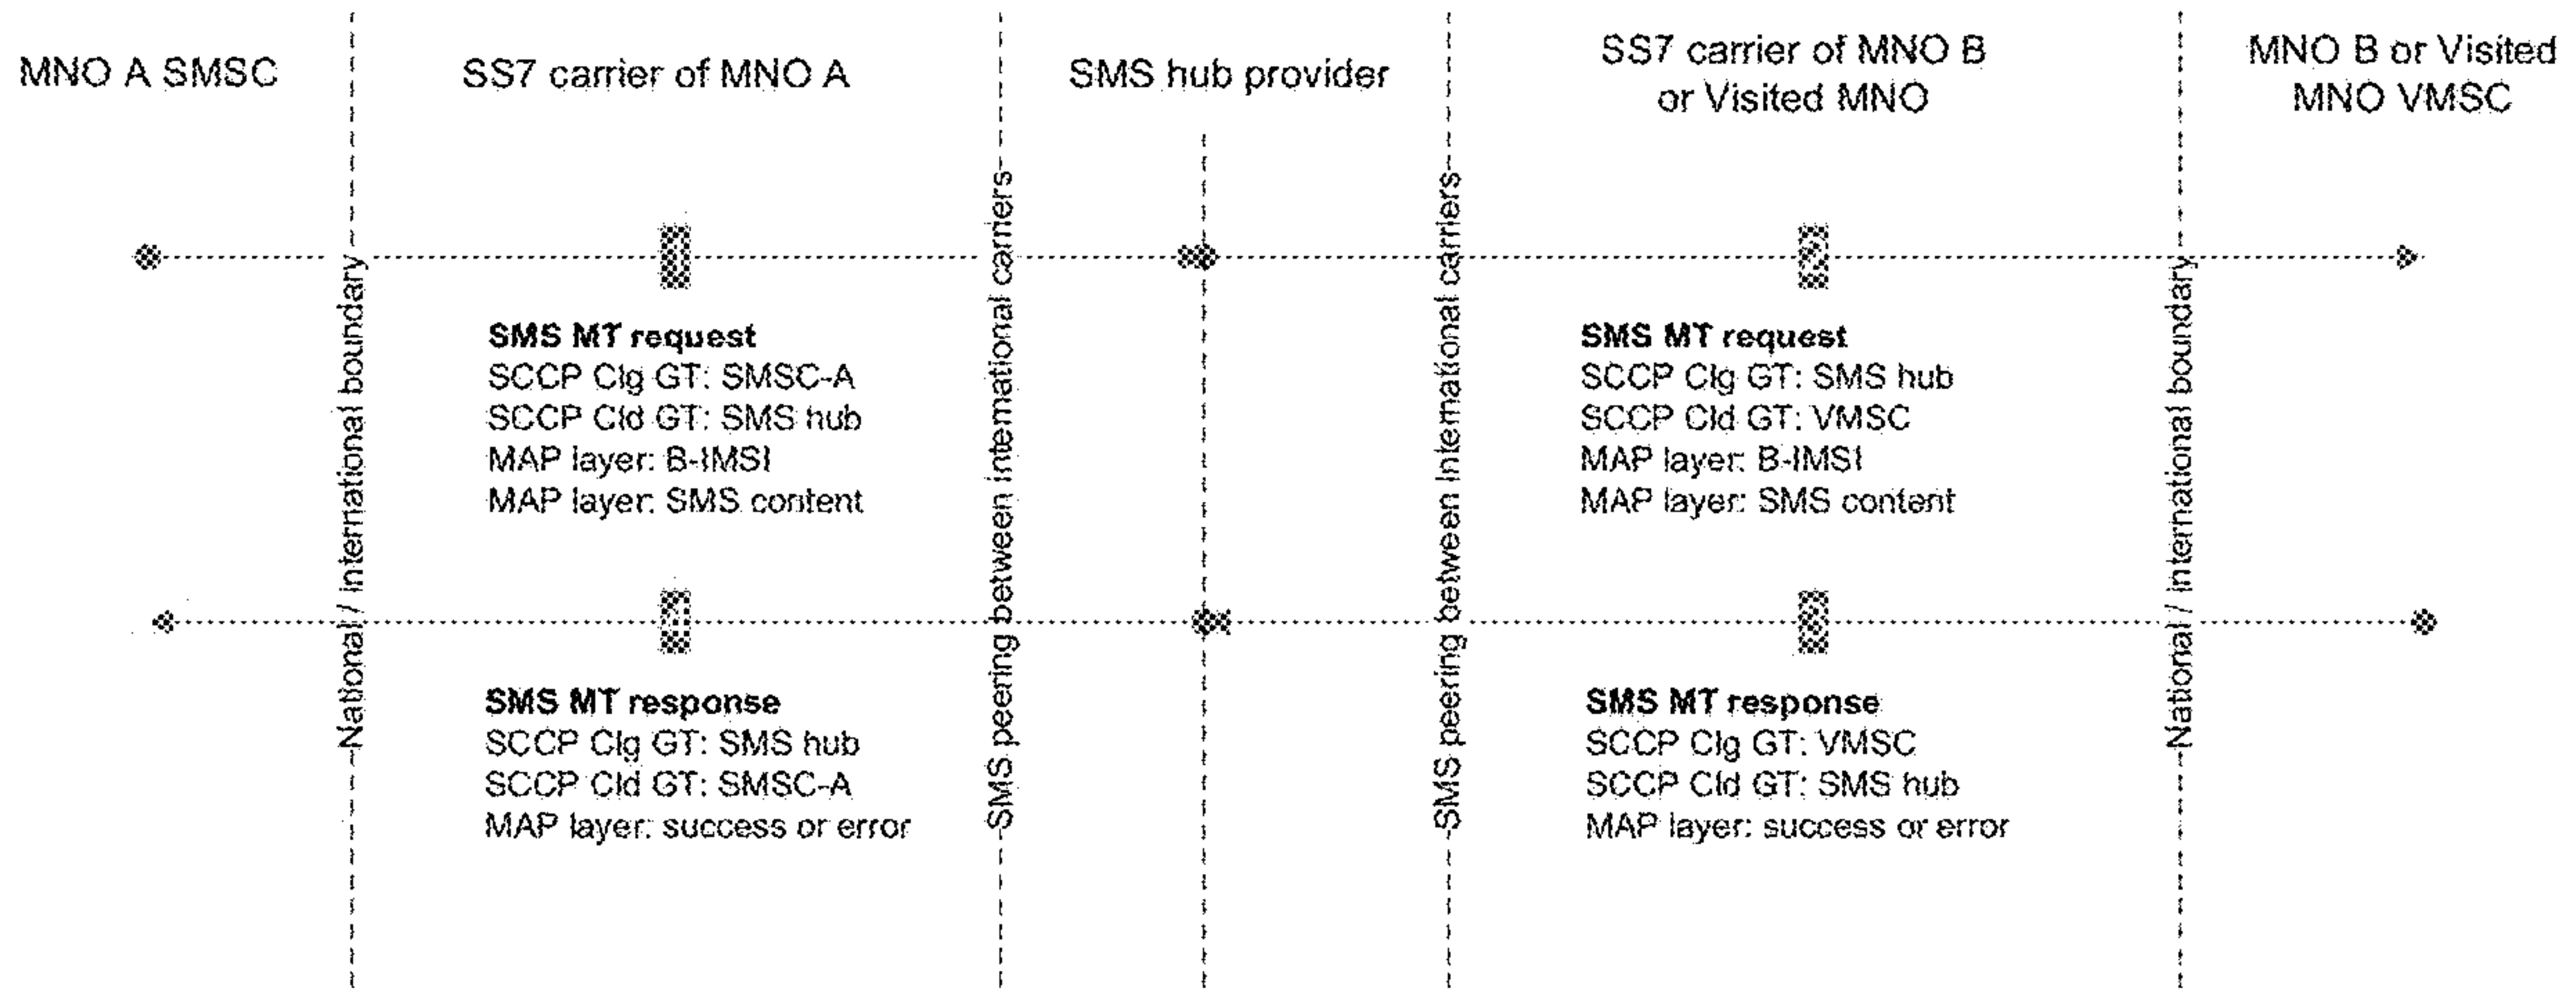 MNO A SMSC
SS7 carrier of MNO A
SMS hub provider
SS7 carrier of MNO B
or Visited MNO
MNO B or Visited
MNO VMSC
National / international boundary
SMS peering between international carriers
SMS peering between international carriers
National / international boundary
1
2
SMS MT request
SCCP Clg GT: SMSC-A
SCCP Cld GT: SMS hub
MAP layer: B-IMSI
MAP layer: SMS content
SMS MT request
SCCP Clg GT: SMS hub
SCCP Cld GT: VMSC
MAP layer: B-IMSI
MAP layer: SMS content
4
3
SMS MT response
SCCP Clg GT: SMS hub
SCCP Cld GT: SMSC-A
MAP layer: success or error
SMS MT response
SCCP Clg GT: VMSC
SCCP Cld GT: SMS hub
MAP layer: success or error